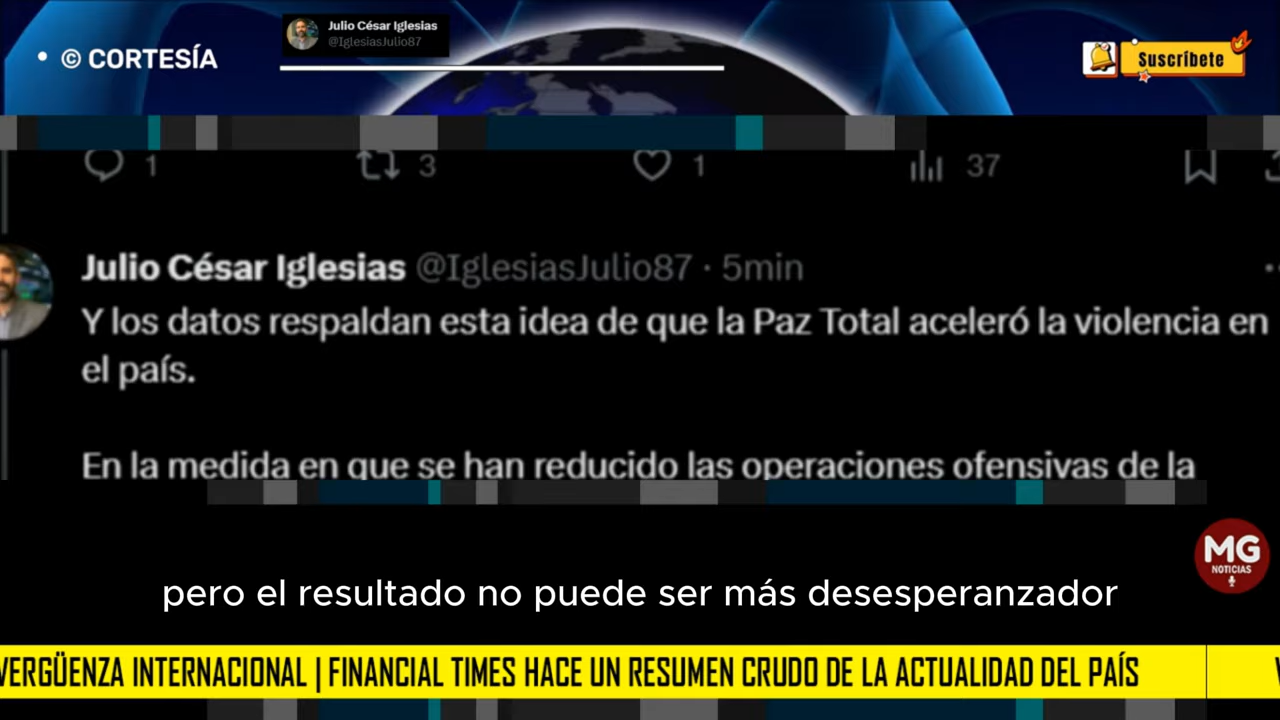 • © CORTESÍA
Julio César Iglesias
@IglesiasJulio87
Suscríbete
1 3 1 37
Julio César Iglesias @IglesiasJulio87 · 5min
Y los datos respaldan esta idea de que la Paz Total aceleró la violencia en
el país.
En la medida en que se han reducido las operaciones ofensivas de la
MG
NOTICIAS
pero el resultado no puede ser más desesperanzador
VERGÜENZA INTERNACIONAL | FINANCIAL TIMES HACE UN RESUMEN CRUDO DE LA ACTUALIDAD DEL PAÍS